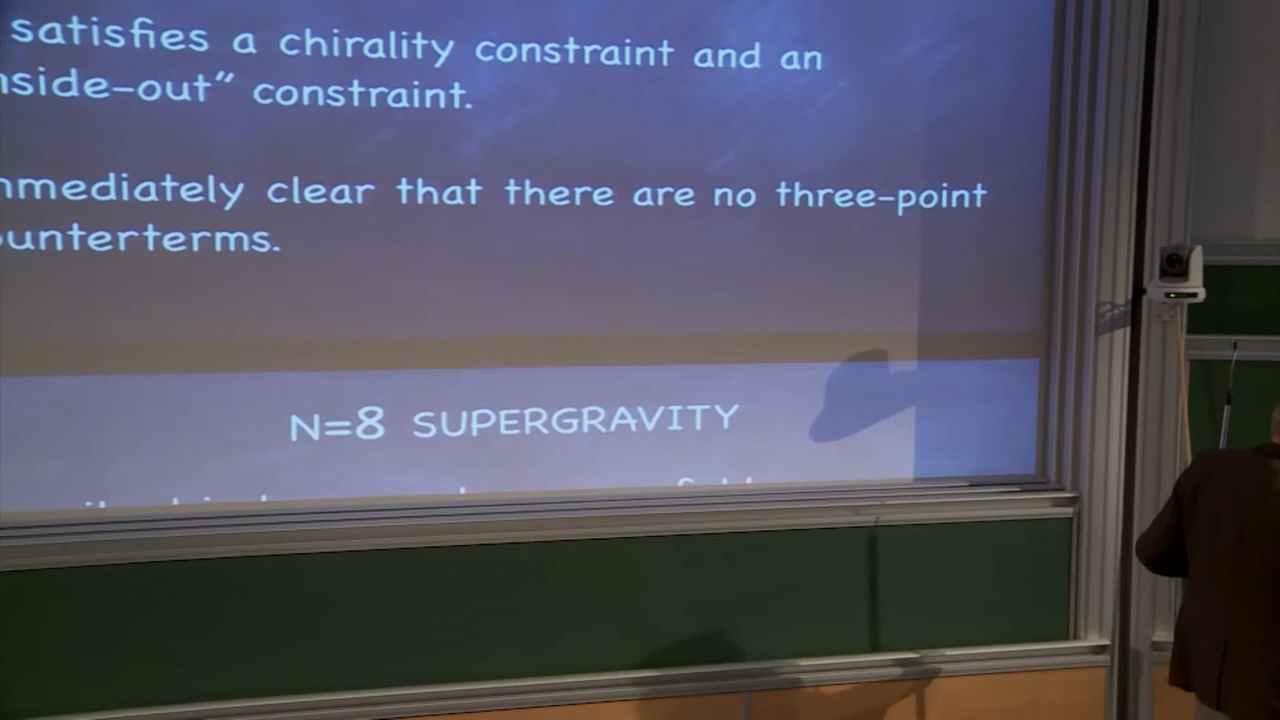 satisfies a chirality constraint and an
nside-out” constraint.
mmediately clear that there are no three-point
unterterms.
N=8 SUPERGRAVITY